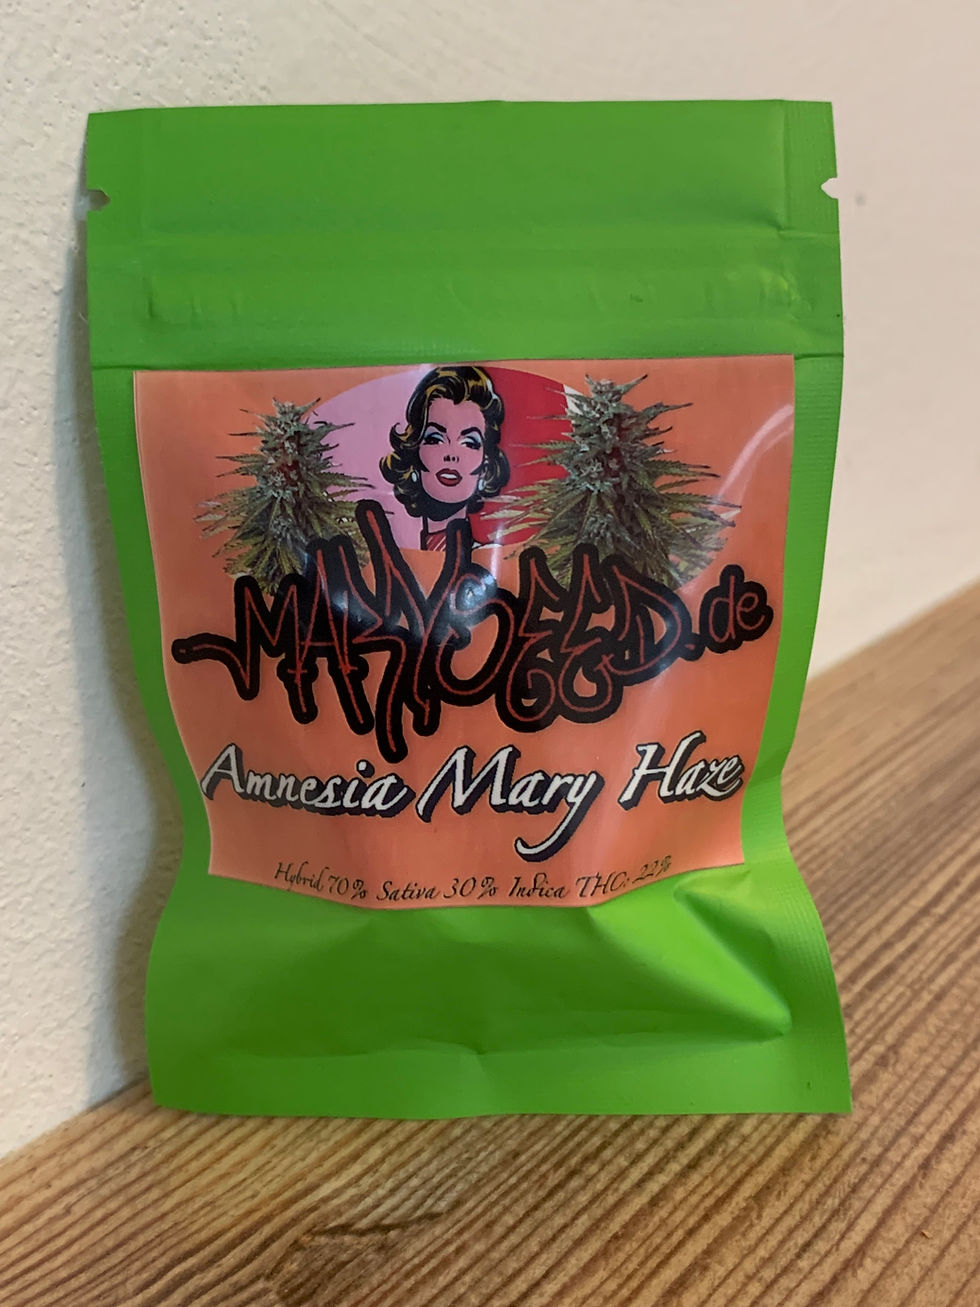 MARYSEED.de
Amnesia Mary Haze
Hybrid 70% Sativa 30% Indica THC: 22%